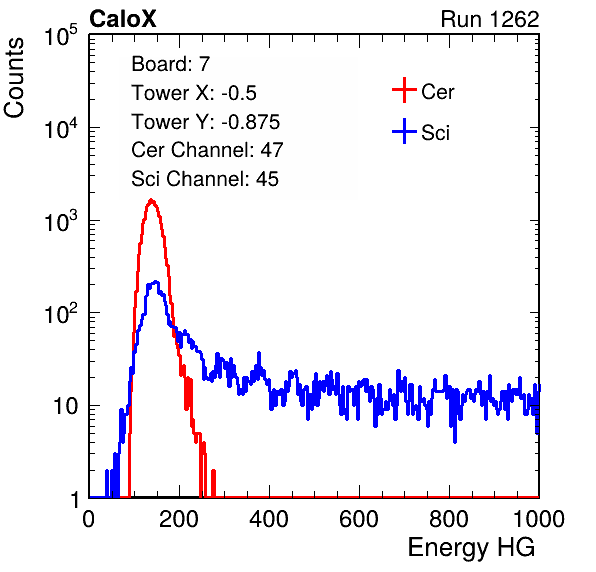 CaloX Run 1262
Board: 7
Tower X: -0.5
Tower Y: -0.875
Cer Channel: 47
Sci Channel: 45
Cer
Sci
Counts
10^5
10^4
10^3
10^2
10
1
0 200 400 600 800 1000
Energy HG